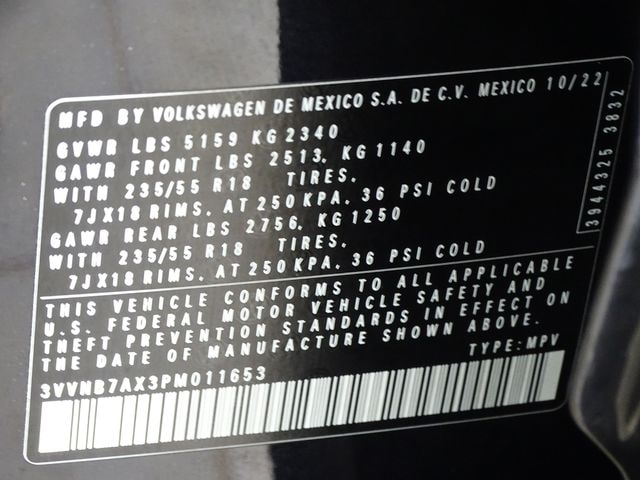 MFD BY VOLKSWAGEN DE MEXICO S.A. DE C.V. MEXICO 10/22
GVWR LBS 5159 KG 2340
GAWR FRONT LBS 2513, KG 1140
WITH 235/55 R18 TIRES,
7JX18 RIMS, AT 250 KPA, 36 PSI COLD
GAWR REAR LBS 2756, KG 1250
WITH 235/55 R18 TIRES,
7JX18 RIMS, AT 250 KPA, 36 PSI COLD
3944325 3832
THIS VEHICLE CONFORMS TO ALL APPLICABLE
U.S. FEDERAL MOTOR VEHICLE SAFETY AND
THEFT PREVENTION STANDARDS IN EFFECT ON
THE DATE OF MANUFACTURE SHOWN ABOVE.
3VVNB7AX3PM011653 TYPE: MPV